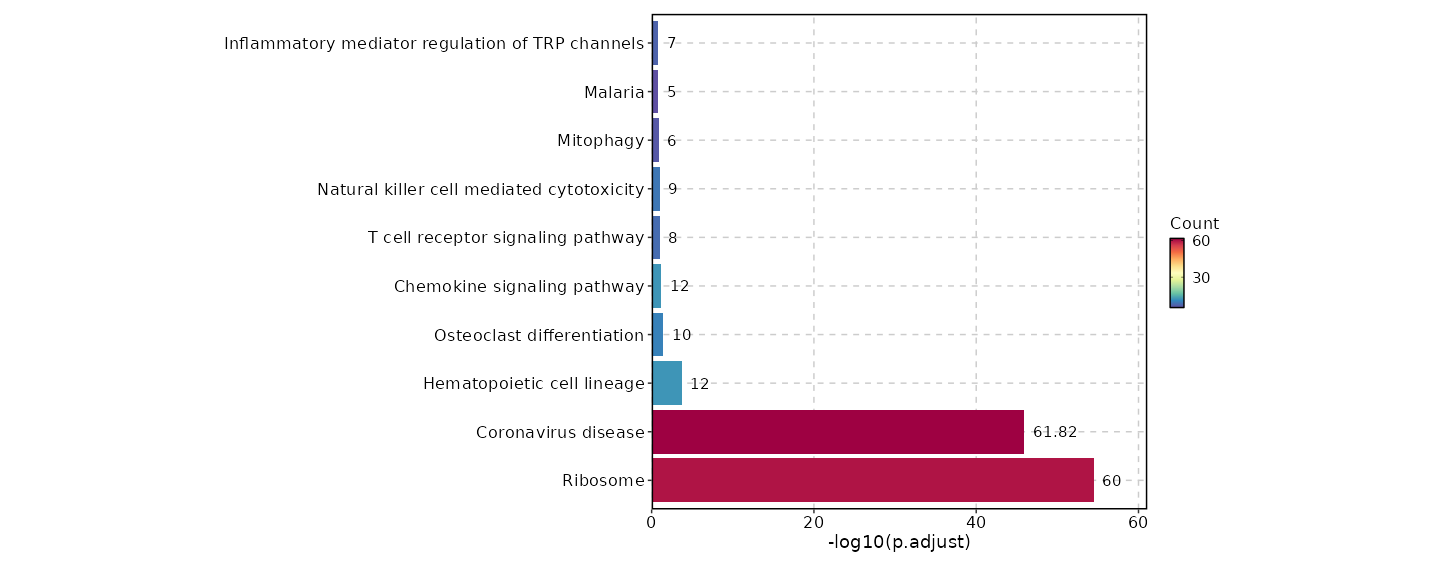 Inflammatory mediator regulation of TRP channels 7
Malaria 5
Mitophagy 6
Natural killer cell mediated cytotoxicity 9
T cell receptor signaling pathway 8
Chemokine signaling pathway 12
Osteoclast differentiation 10
Hematopoietic cell lineage 12
Coronavirus disease 61.82
Ribosome 60
0 20 40 60
-log10(p.adjust)
Count
60
30